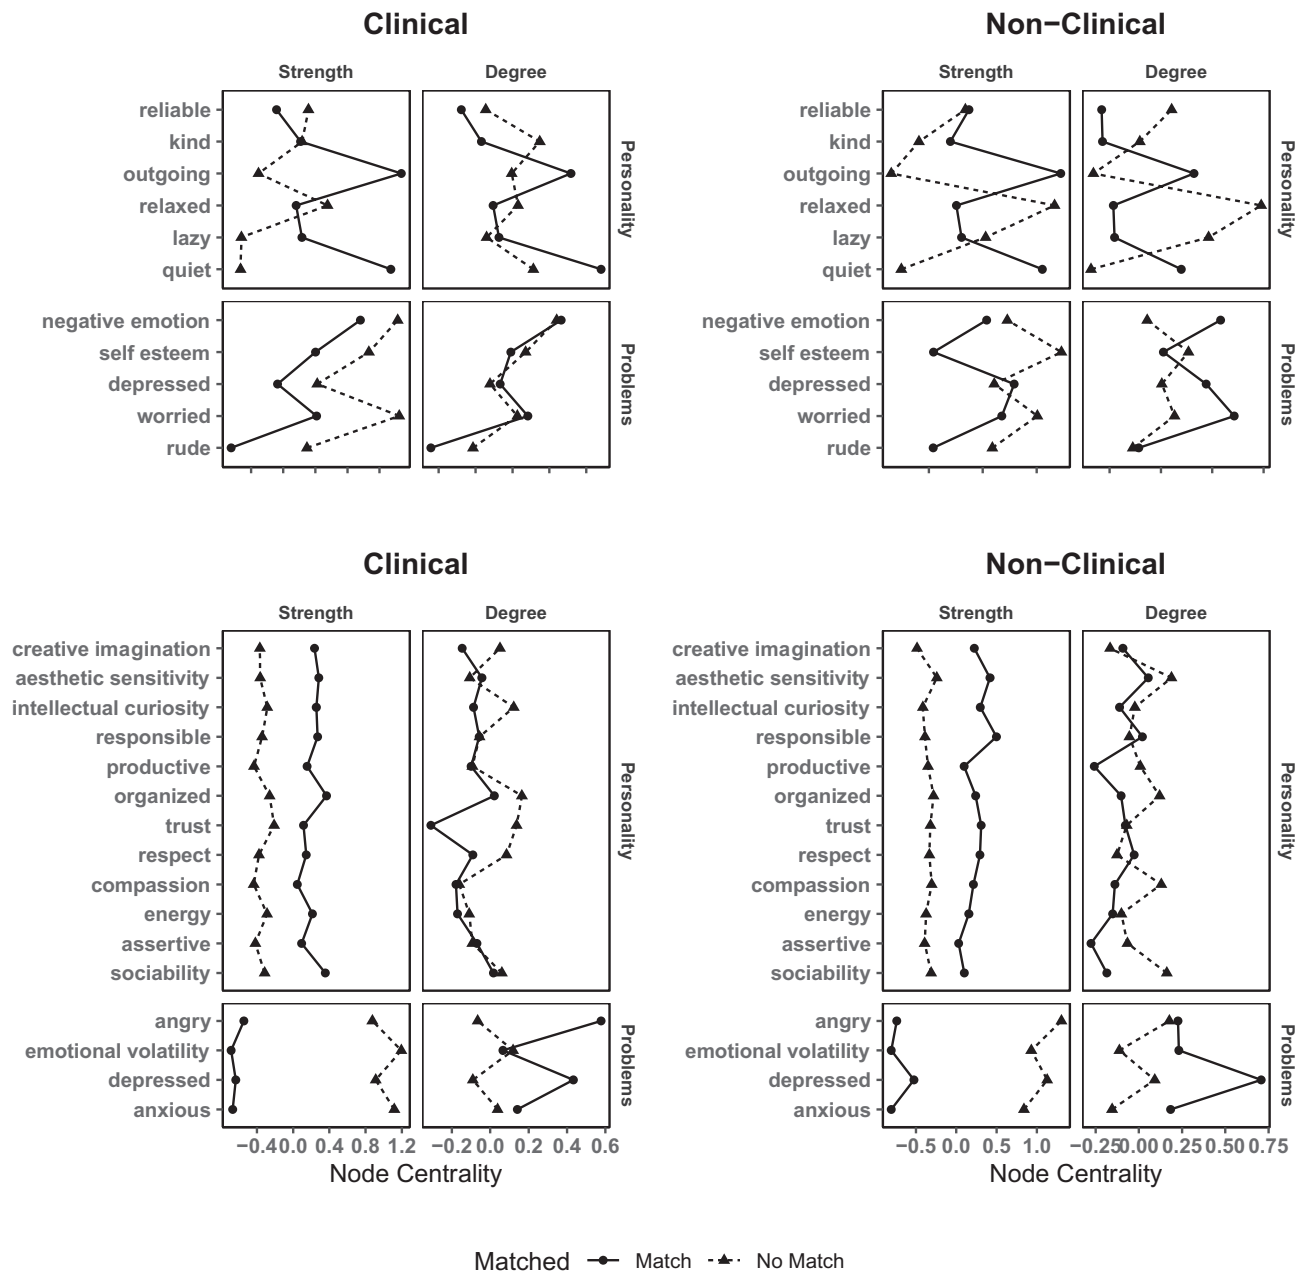 Clinical
Non−Clinical
Strength
Degree
Strength
Degree
reliable
kind
outgoing
relaxed
lazy
quiet
Personality
negative emotion
self esteem
depressed
worried
rude
Problems
reliable
kind
outgoing
relaxed
lazy
quiet
Personality
negative emotion
self esteem
depressed
worried
rude
Problems
Clinical
Non−Clinical
Strength
Degree
Strength
Degree
creative imagination
aesthetic sensitivity
intellectual curiosity
responsible
productive
organized
trust
respect
compassion
energy
assertive
sociability
Personality
angry
emotional volatility
depressed
anxious
Problems
−0.4 0.0 0.4 0.8 1.2
−0.2 0.0 0.2 0.4 0.6
Node Centrality
creative imagination
aesthetic sensitivity
intellectual curiosity
responsible
productive
organized
trust
respect
compassion
energy
assertive
sociability
Personality
angry
emotional volatility
depressed
anxious
Problems
−0.5 0.0 0.5 1.0
−0.25 0.00 0.25 0.50 0.75
Node Centrality
Matched Match No Match